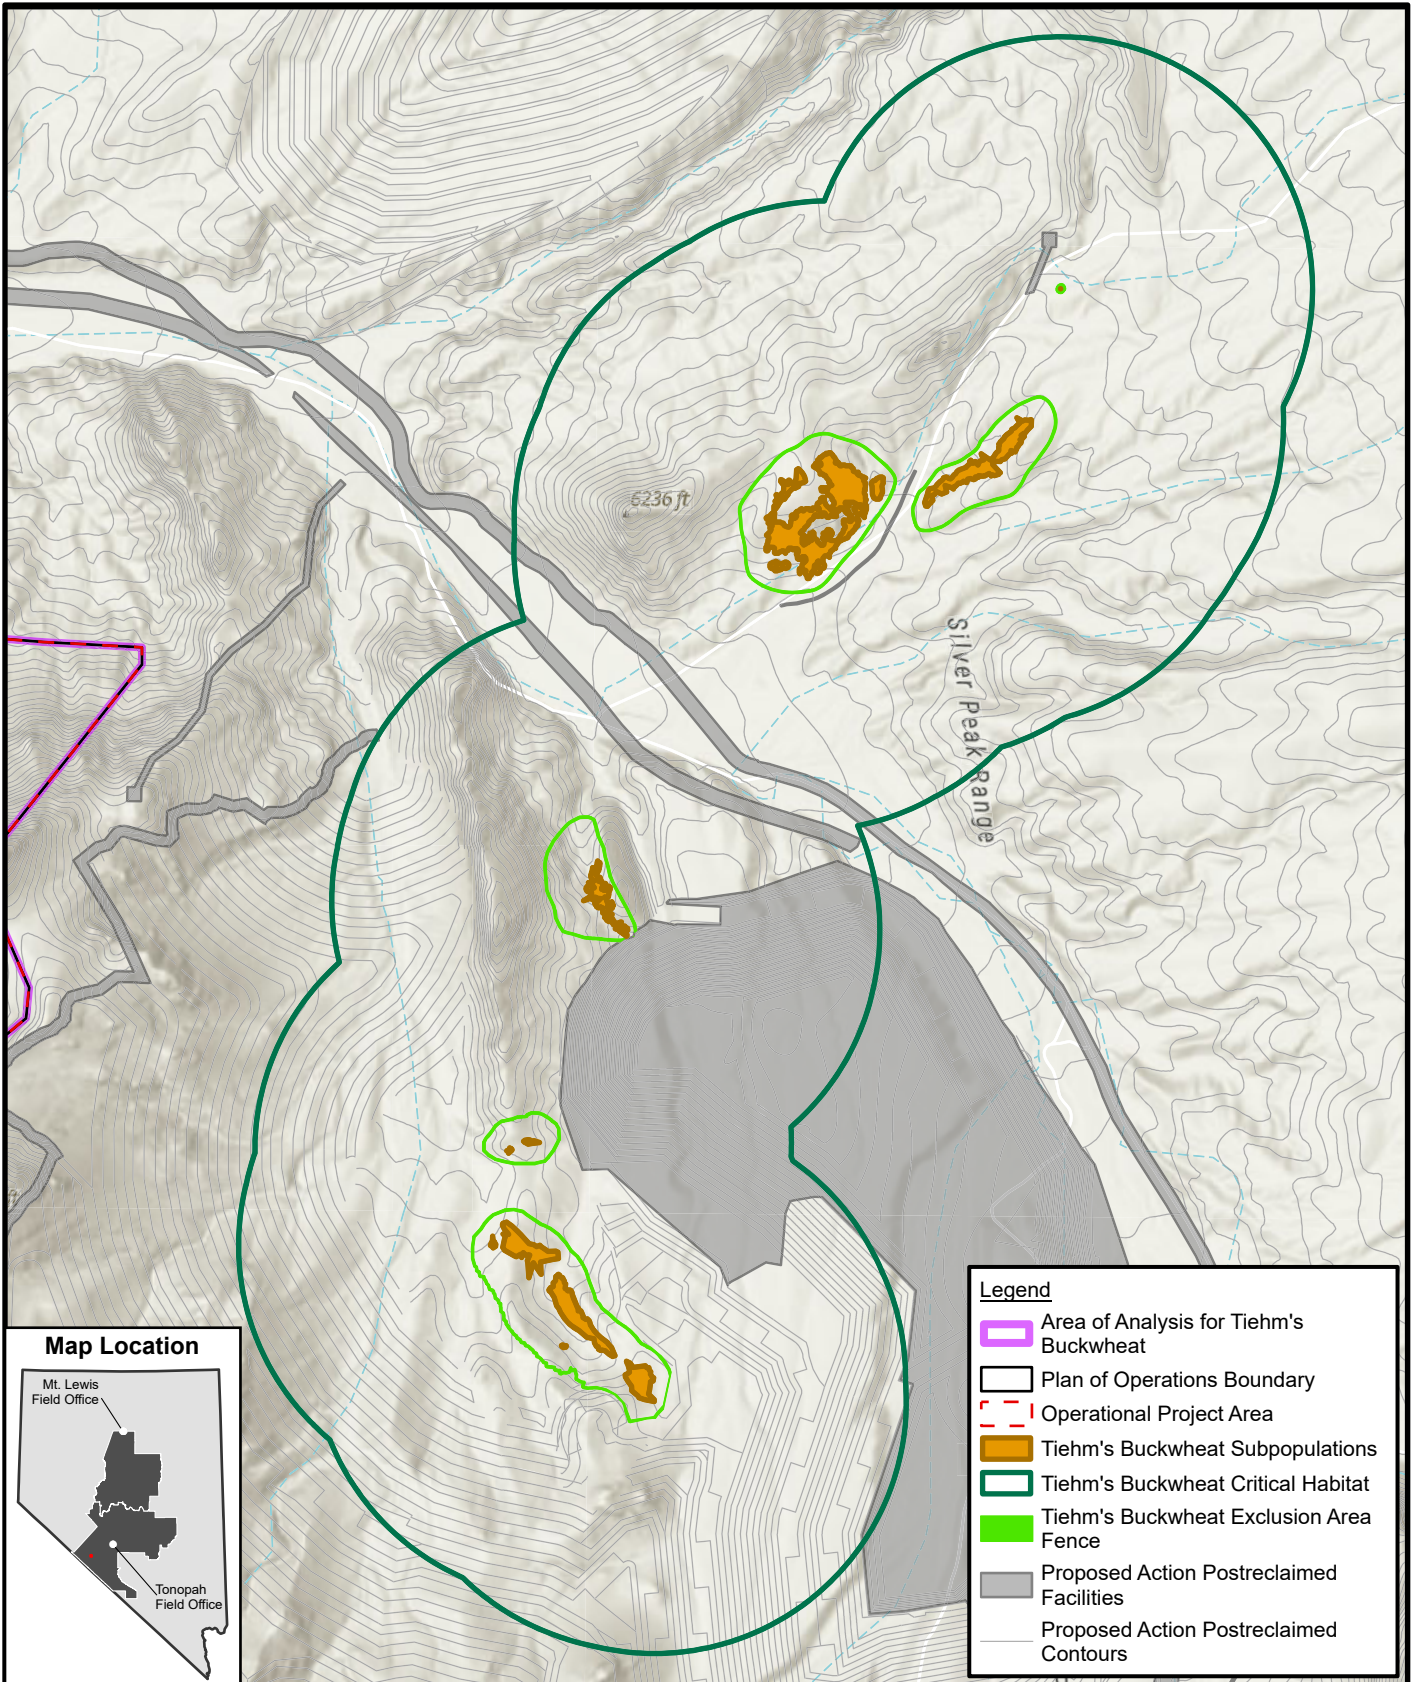 6236 ft
Silver Peak Range
ft
Map Location
Mt. Lewis
Field Office
Tonopah
Field Office
Legend
Area of Analysis for Tiehm's
Buckwheat
Plan of Operations Boundary
Operational Project Area
Tiehm's Buckwheat Subpopulations
Tiehm's Buckwheat Critical Habitat
Tiehm's Buckwheat Exclusion Area
Fence
Proposed Action Postreclaimed
Facilities
Proposed Action Postreclaimed
Contours